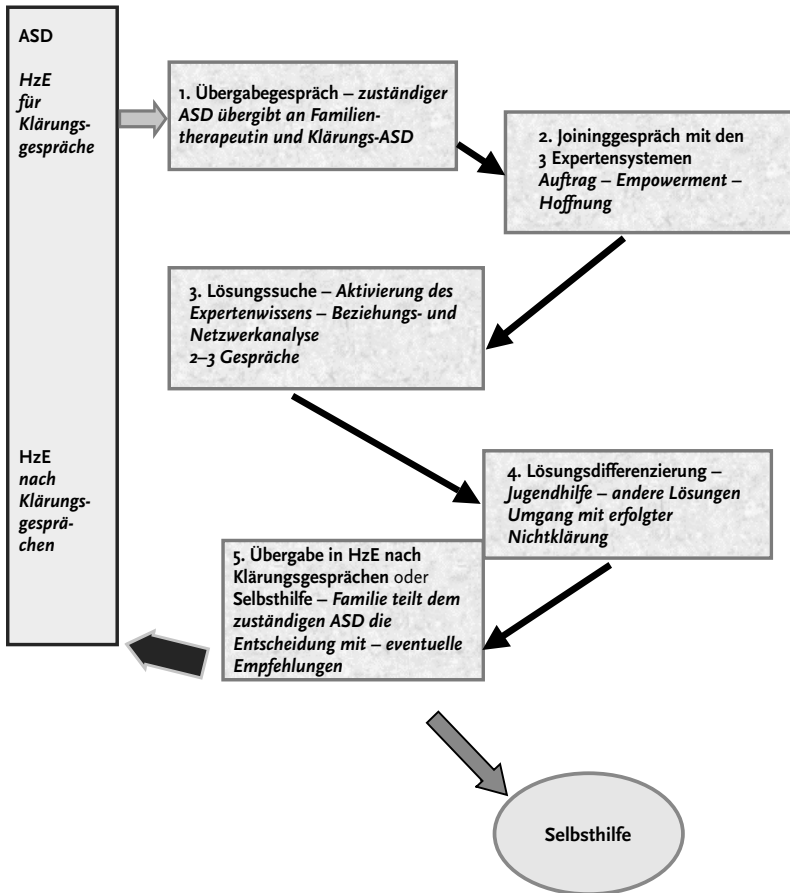 ASD
HzE
für
Klärungs-
gespräche
1. Übergabegespräch – zuständiger
ASD übergibt an Familien-
therapeutin und Klärungs-ASD
2. Joininggespräch mit den
3 Expertensystemen
Auftrag – Empowerment –
Hoffnung
3. Lösungssuche – Aktivierung des
Expertenwissens – Beziehungs- und
Netzwerkanalyse
2–3 Gespräche
HzE
nach
Klärungs-
gesprä-
chen
4. Lösungsdifferenzierung –
Jugendhilfe – andere Lösungen
Umgang mit erfolgter
Nichtklärung
5. Übergabe in HzE nach
Klärungsgesprächen oder
Selbsthilfe – Familie teilt dem
zuständigen ASD die
Entscheidung mit – eventuelle
Empfehlungen
Selbsthilfe